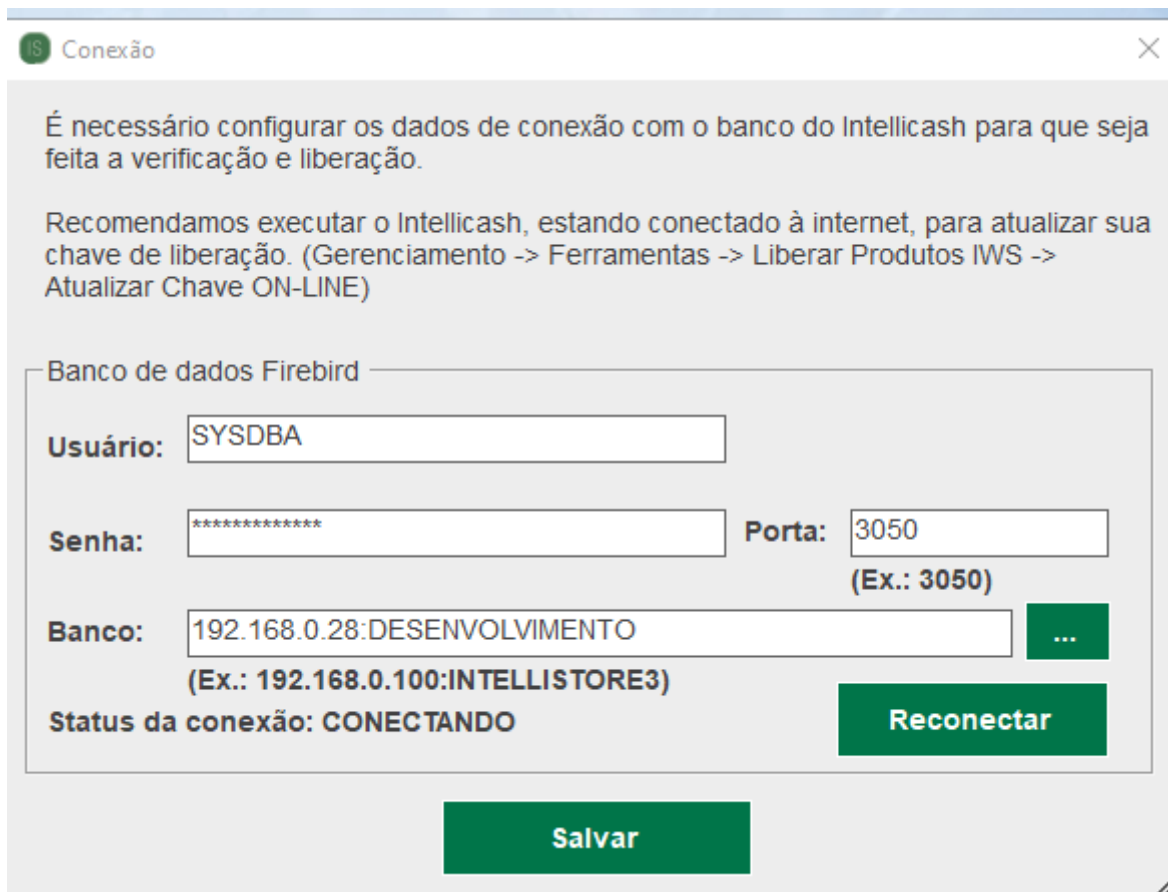 IS Conexão
É necessário configurar os dados de conexão com o banco do Intellicash para que seja
feita a verificação e liberação.
Recomendamos executar o Intellicash, estando conectado à internet, para atualizar sua
chave de liberação. (Gerenciamento -> Ferramentas -> Liberar Produtos IWS ->
Atualizar Chave ON-LINE)
Banco de dados Firebird
Usuário: SYSDBA
Senha: ************* Porta: 3050
(Ex.: 3050)
Banco: 192.168.0.28:DESENVOLVIMENTO ...
(Ex.: 192.168.0.100:INTELLISTORE3)
Status da conexão: CONECTANDO Reconectar
Salvar